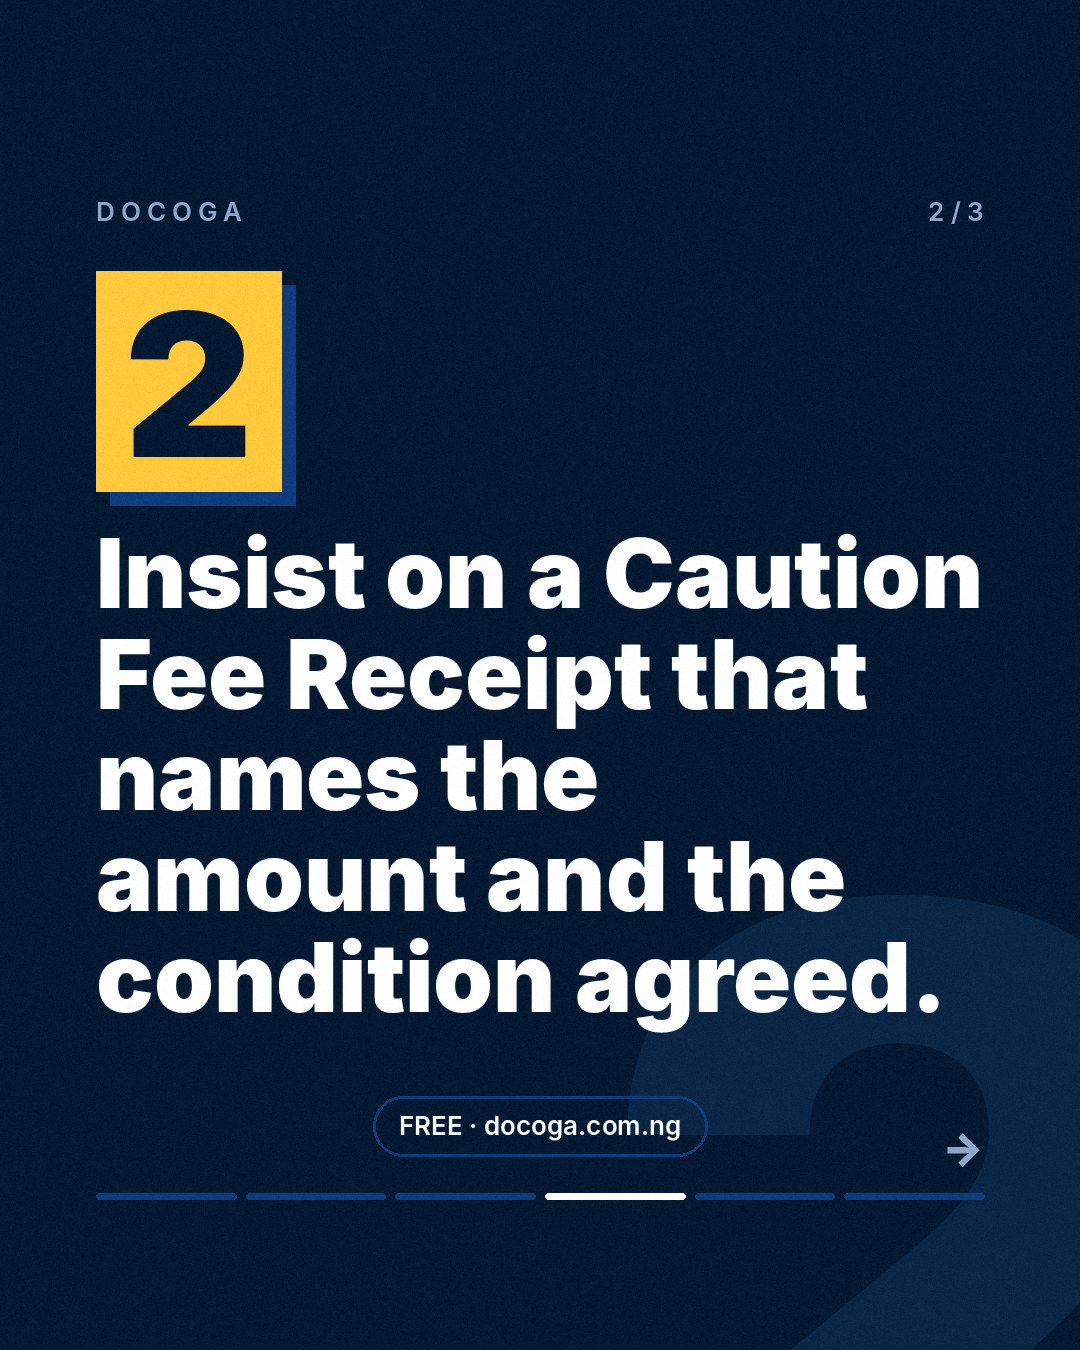 DOCOGA
2/3
2
Insist on a Caution
Fee Receipt that
names the
amount and the
condition agreed.
FREE · docoga.com.ng
→
2